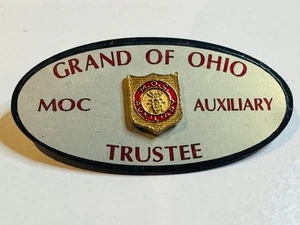 GRAND OF OHIO
MOC AUXILIARY
TRUSTEE